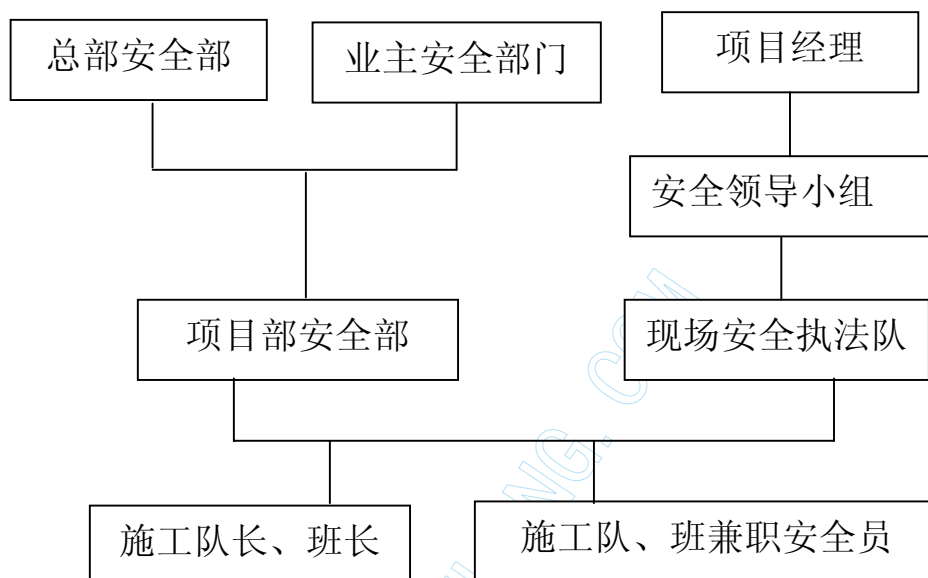 总部安全部
业主安全部门
项目经理
安全领导小组
项目部安全部
现场安全执法队
施工队长、班长
施工队、班兼职安全员
NG.COM